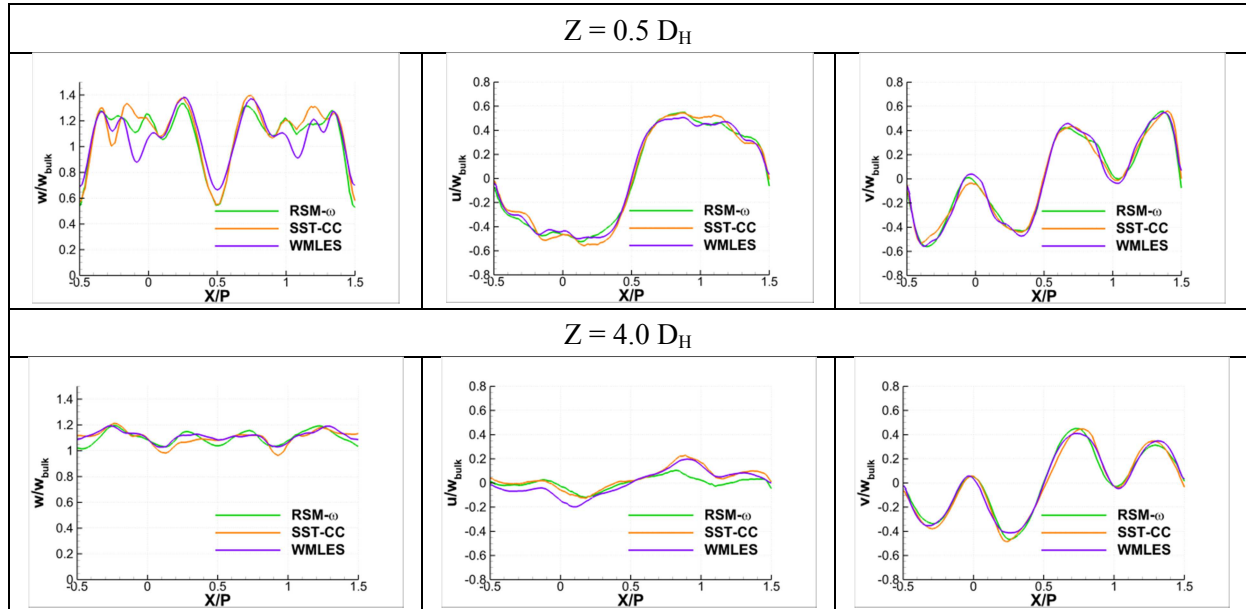 Z = 0.5 D_H
w/w_bulk
1.4
1.2
1
0.8
0.6
0.4
0.2
0
-0.5 0 0.5 1 1.5
X/P
RSM-ω
SST-CC
WMLES
u/w_bulk
0.8
0.6
0.4
0.2
0
-0.2
-0.4
-0.6
-0.8
-0.5 0 0.5 1 1.5
X/P
RSM-ω
SST-CC
WMLES
v/w_bulk
0.8
0.6
0.4
0.2
0
-0.2
-0.4
-0.6
-0.8
-0.5 0 0.5 1 1.5
X/P
RSM-ω
SST-CC
WMLES
Z = 4.0 D_H
w/w_bulk
1.4
1.2
1
0.8
0.6
0.4
0.2
0
-0.5 0 0.5 1 1.5
X/P
RSM-ω
SST-CC
WMLES
u/w_bulk
0.8
0.6
0.4
0.2
0
-0.2
-0.4
-0.6
-0.8
-0.5 0 0.5 1 1.5
X/P
RSM-ω
SST-CC
WMLES
v/w_bulk
0.8
0.6
0.4
0.2
0
-0.2
-0.4
-0.6
-0.8
-0.5 0 0.5 1 1.5
X/P
RSM-ω
SST-CC
WMLES